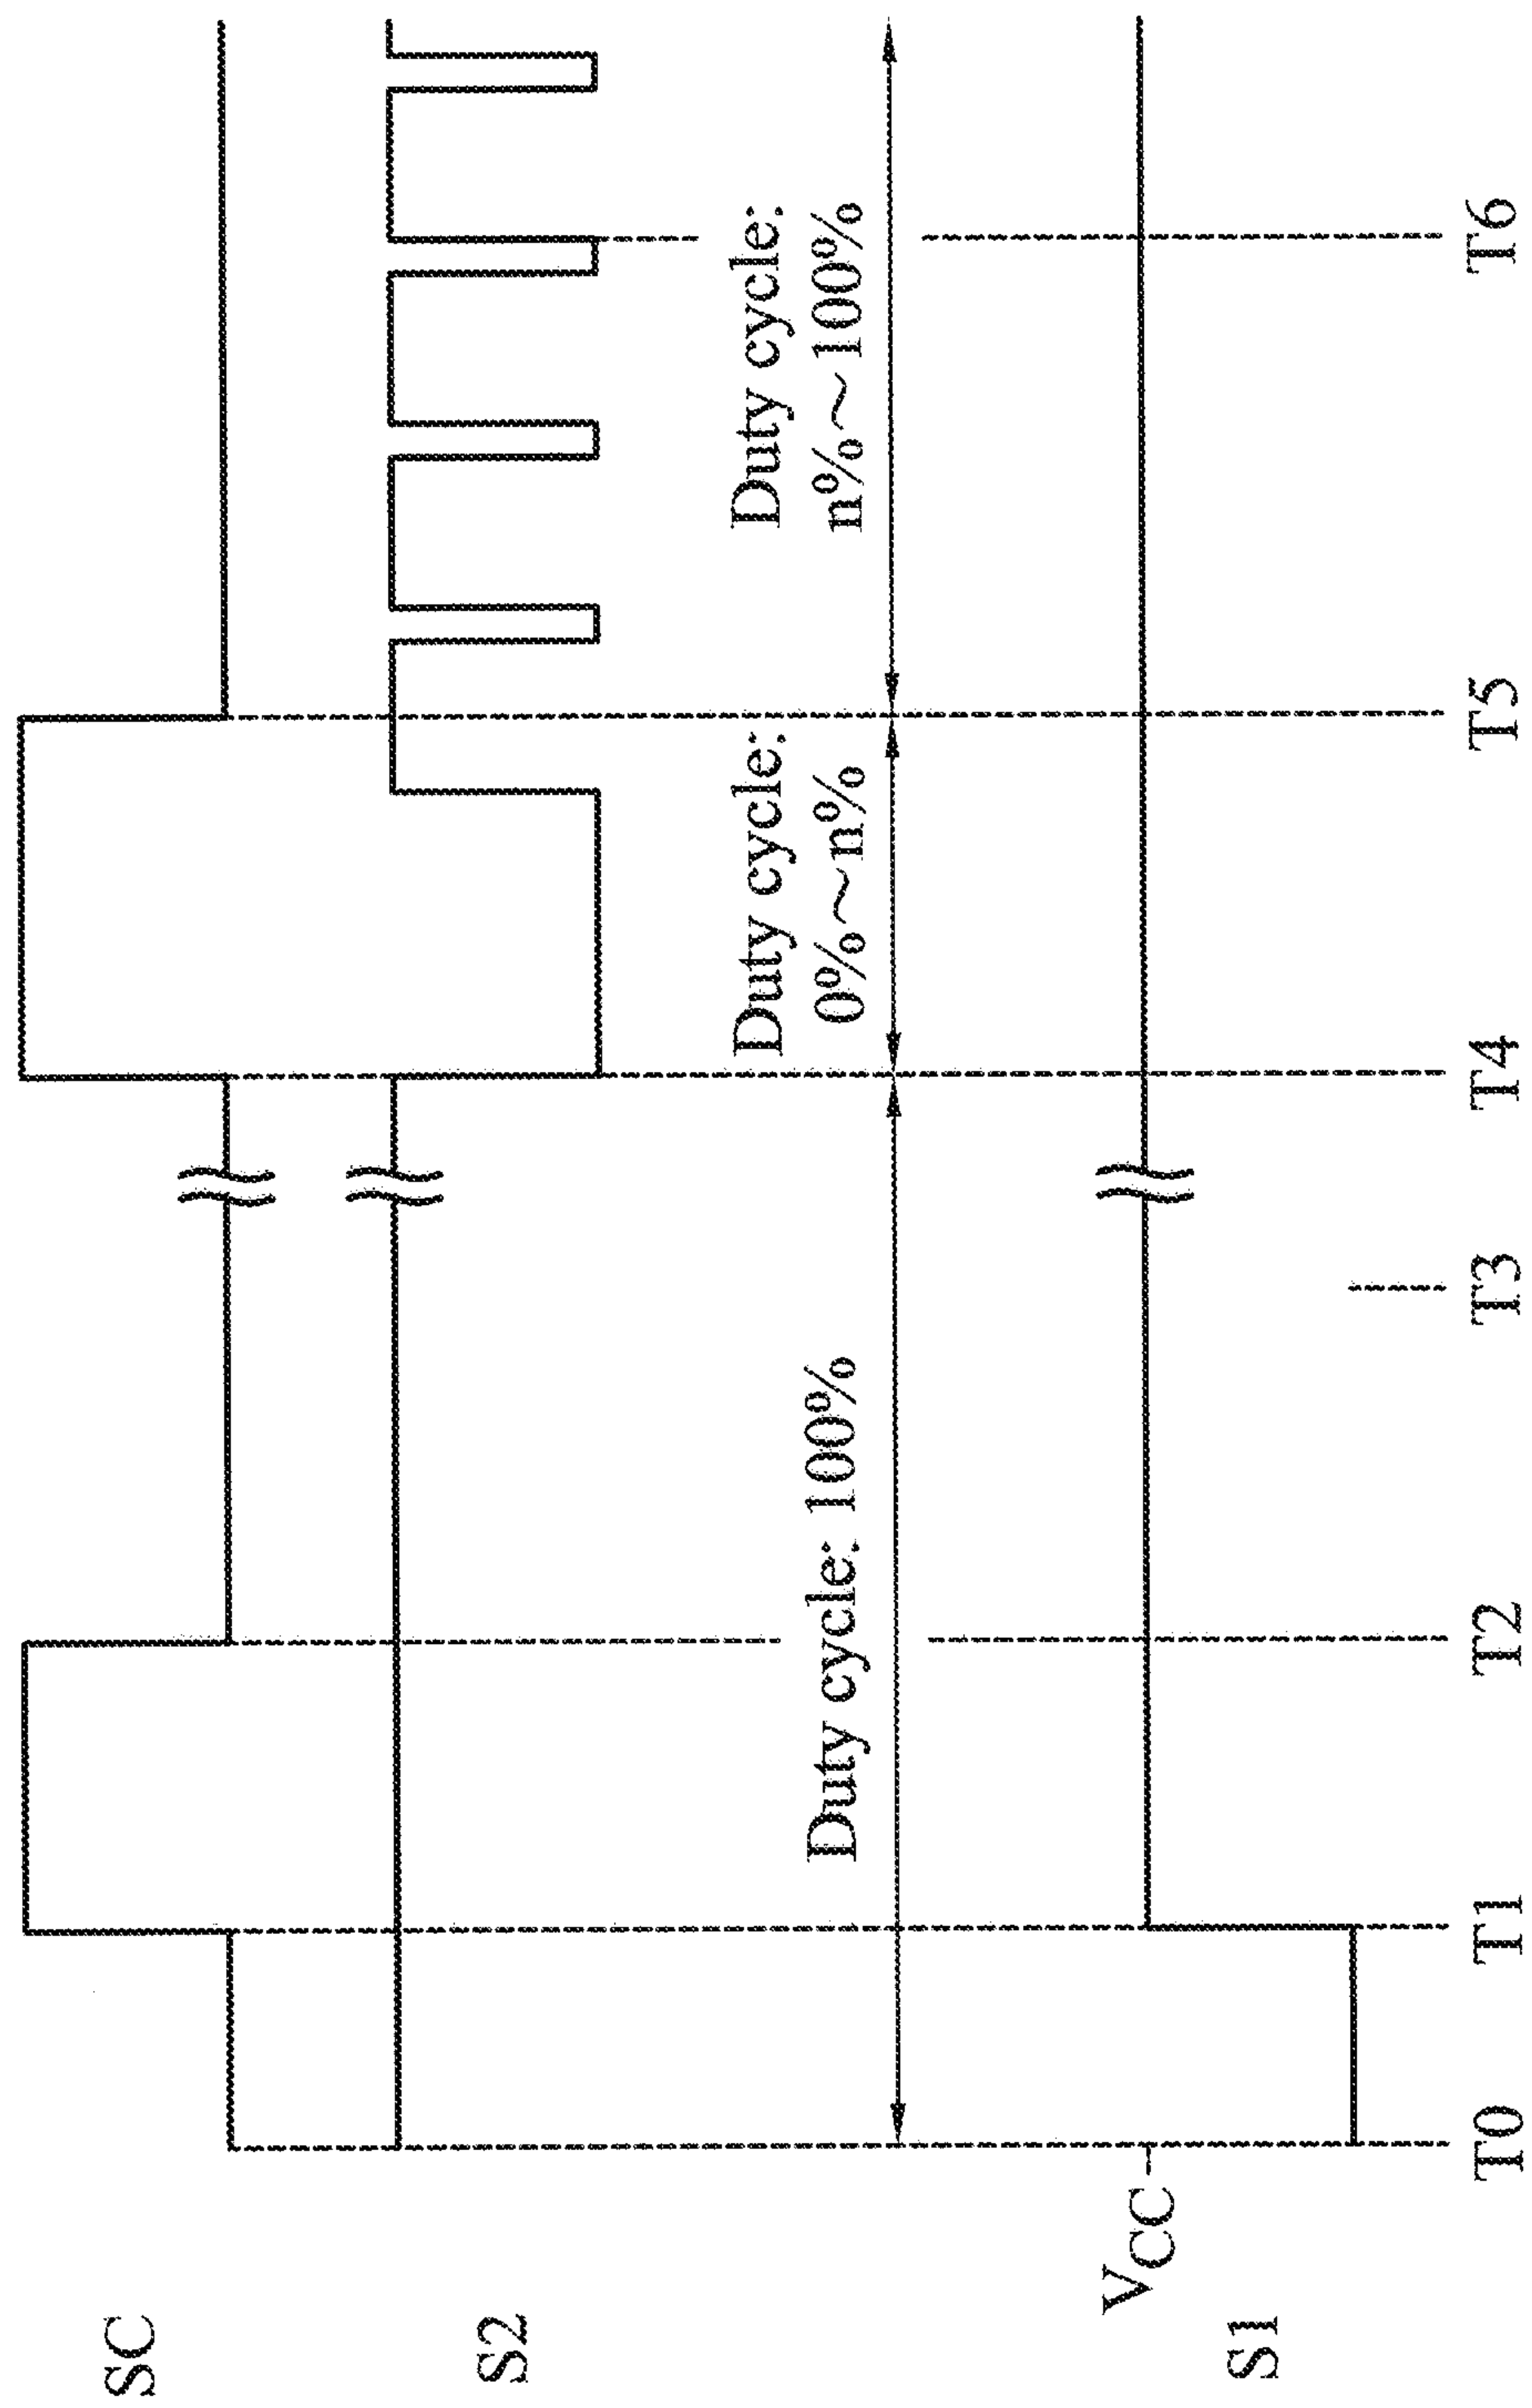 SC
S2
Duty cycle: 100%
Duty cycle:
0%~n%
Duty cycle:
n%~100%
VCC
S1
T0
T1
T2
T3
T4
T5
T6